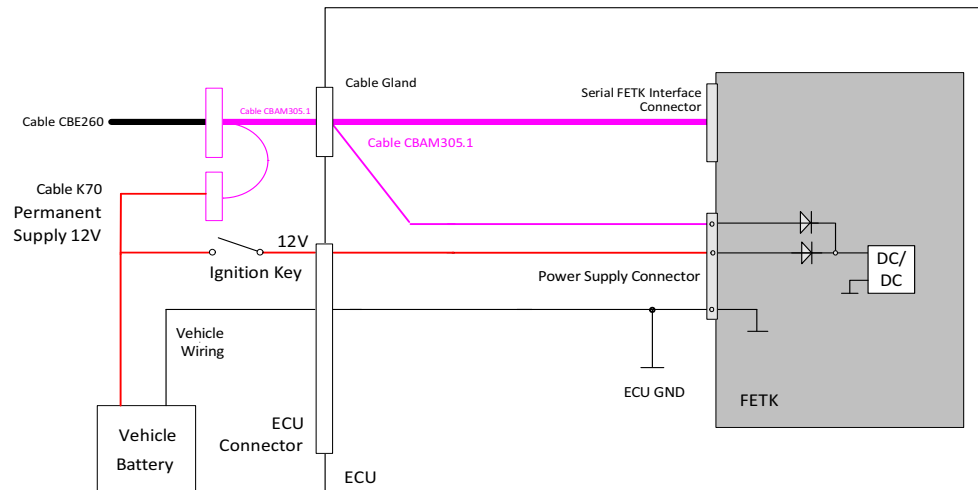 Cable Gland
Serial FETK Interface
Connector
Cable CBE260
Cable CBAM305.1
Cable CBAM305.1
Cable K70
Permanent
Supply 12V
12V
Ignition Key
Power Supply Connector
DC/
DC
Vehicle
Wiring
ECU GND
FETK
ECU
Connector
Vehicle
Battery
ECU